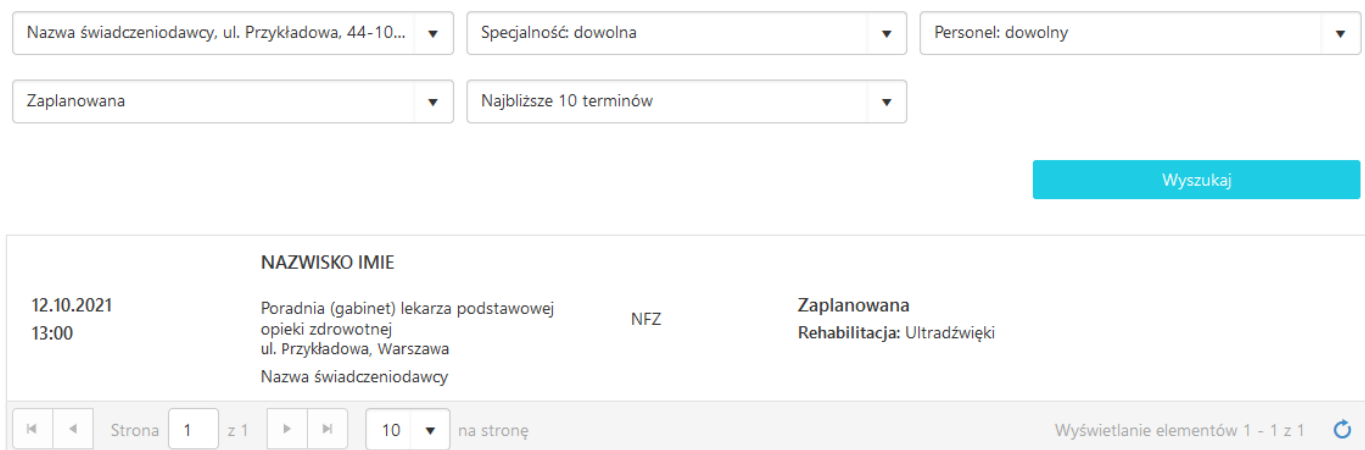 Nazwa świadczeniodawcy, ul. Przykładowa, 44-10...
Specjalność: dowolna
Personel: dowolny
Zaplanowana
Najbliższe 10 terminów
Wyszukaj
12.10.2021
13:00
NAZWISKO IMIE
Poradnia (gabinet) lekarza podstawowej
opieki zdrowotnej
ul. Przykładowa, Warszawa
Nazwa świadczeniodawcy
NFZ
Zaplanowana
Rehabilitacja: Ultradźwięki
Strona 1 z 1
10 na stronę
Wyświetlanie elementów 1 - 1 z 1